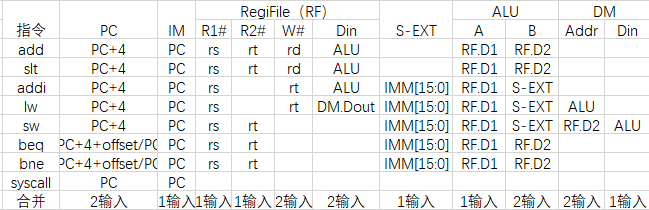 RegiFile（RF） ALU DM
指令 PC IM R1# R2# W# Din S-EXT A B Addr Din
add PC+4 PC rs rt rd ALU RF.D1 RF.D2
slt PC+4 PC rs rt rd ALU RF.D1 RF.D2
addi PC+4 PC rs rt ALU IMM[15:0] RF.D1 S-EXT
lw PC+4 PC rs rt DM.Dout IMM[15:0] RF.D1 S-EXT ALU
sw PC+4 PC rs rt IMM[15:0] RF.D1 S-EXT RF.D2 ALU
beq PC+4+offset/PC PC rs rt IMM[15:0] RF.D1 RF.D2
bne PC+4+offset/PC PC rs rt IMM[15:0] RF.D1 RF.D2
syscall PC PC
合并 2输入 1输入 1输入 1输入 2输入 2输入 1输入 1输入 2输入 2输入 1输入